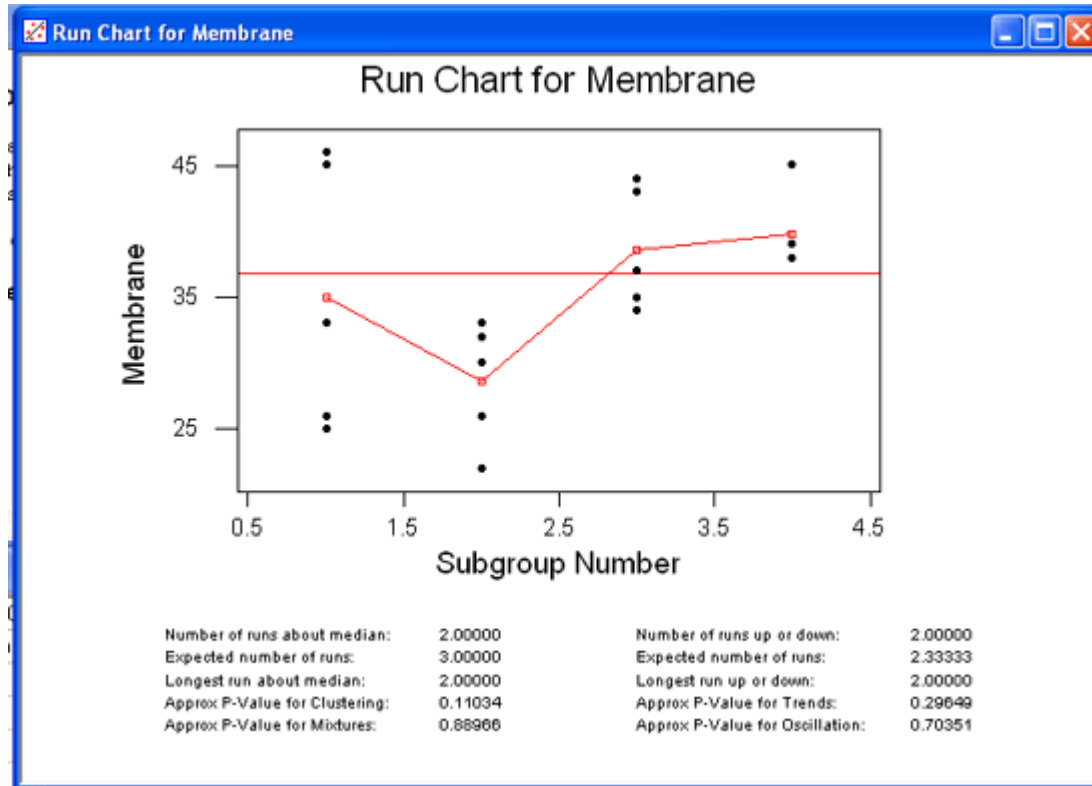 Run Chart for Membrane
Run Chart for Membrane
45
35
25
Membrane
0.5 1.5 2.5 3.5 4.5
Subgroup Number
Number of runs about median: 2.00000
Expected number of runs: 3.00000
Longest run about median: 2.00000
Approx P-Value for Clustering: 0.11034
Approx P-Value for Mixtures: 0.88966
Number of runs up or down: 2.00000
Expected number of runs: 2.33333
Longest run up or down: 2.00000
Approx P-Value for Trends: 0.29649
Approx P-Value for Oscillation: 0.70351